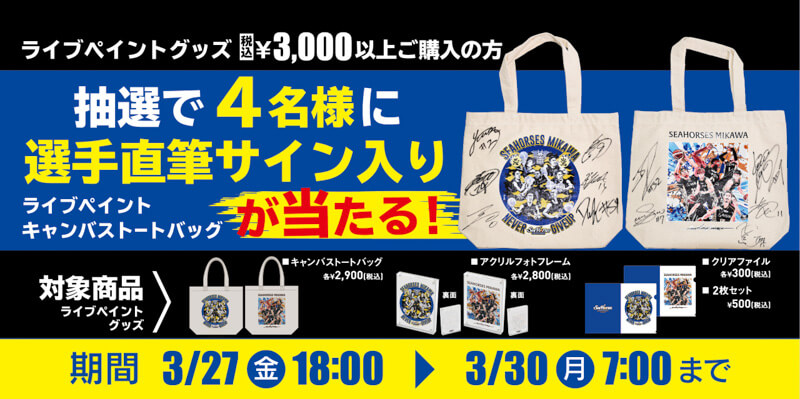 ライブペイントグッズ 税込¥3,000以上ご購入の方
抽選で4名様に
選手直筆サイン入り
ライブペイント
キャンバストートバッグ
が当たる！
SEAHORSES MIKAWA
NEVER GIVE UP
SEAHORSES MIKAWA
対象商品
ライブペイント
グッズ
■キャンバストートバッグ
各¥2,900[税込]
■アクリルフォトフレーム
各¥2,800[税込]
裏面
裏面
■クリアファイル
各¥300[税込]
■2枚セット
¥500[税込]
期間 3/27 金 18:00 ▶ 3/30 月 7:00まで